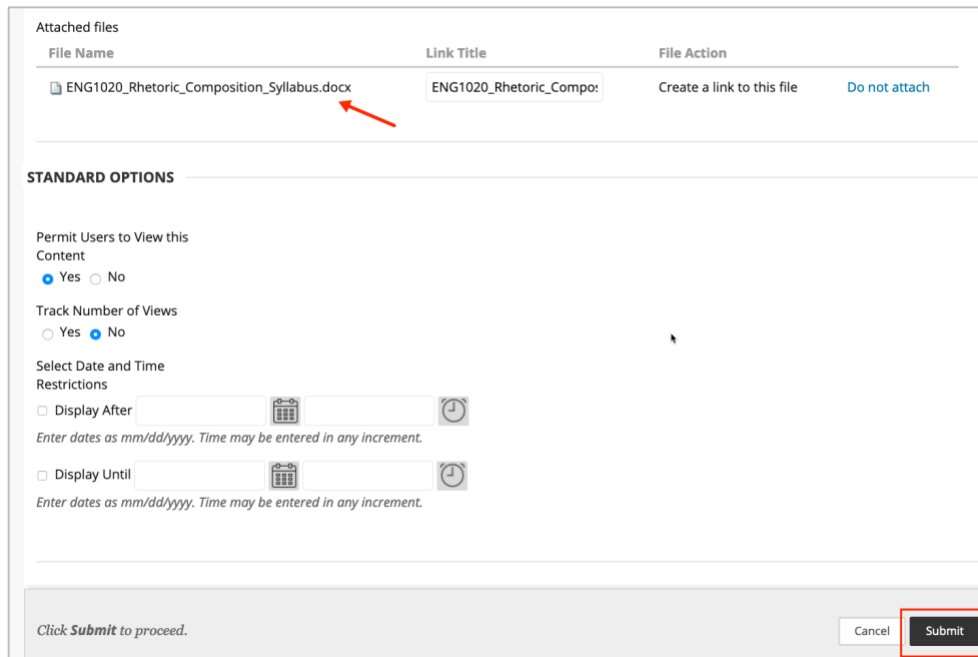 Attached files
File Name Link Title File Action
ENG1020_Rhetoric_Composition_Syllabus.docx ENG1020_Rhetoric_Compos Create a link to this file Do not attach
STANDARD OPTIONS
Permit Users to View this
Content
Yes No
Track Number of Views
Yes No
Select Date and Time
Restrictions
Display After
Enter dates as mm/dd/yyyy. Time may be entered in any increment.
Display Until
Enter dates as mm/dd/yyyy. Time may be entered in any increment.
Click Submit to proceed. Cancel Submit